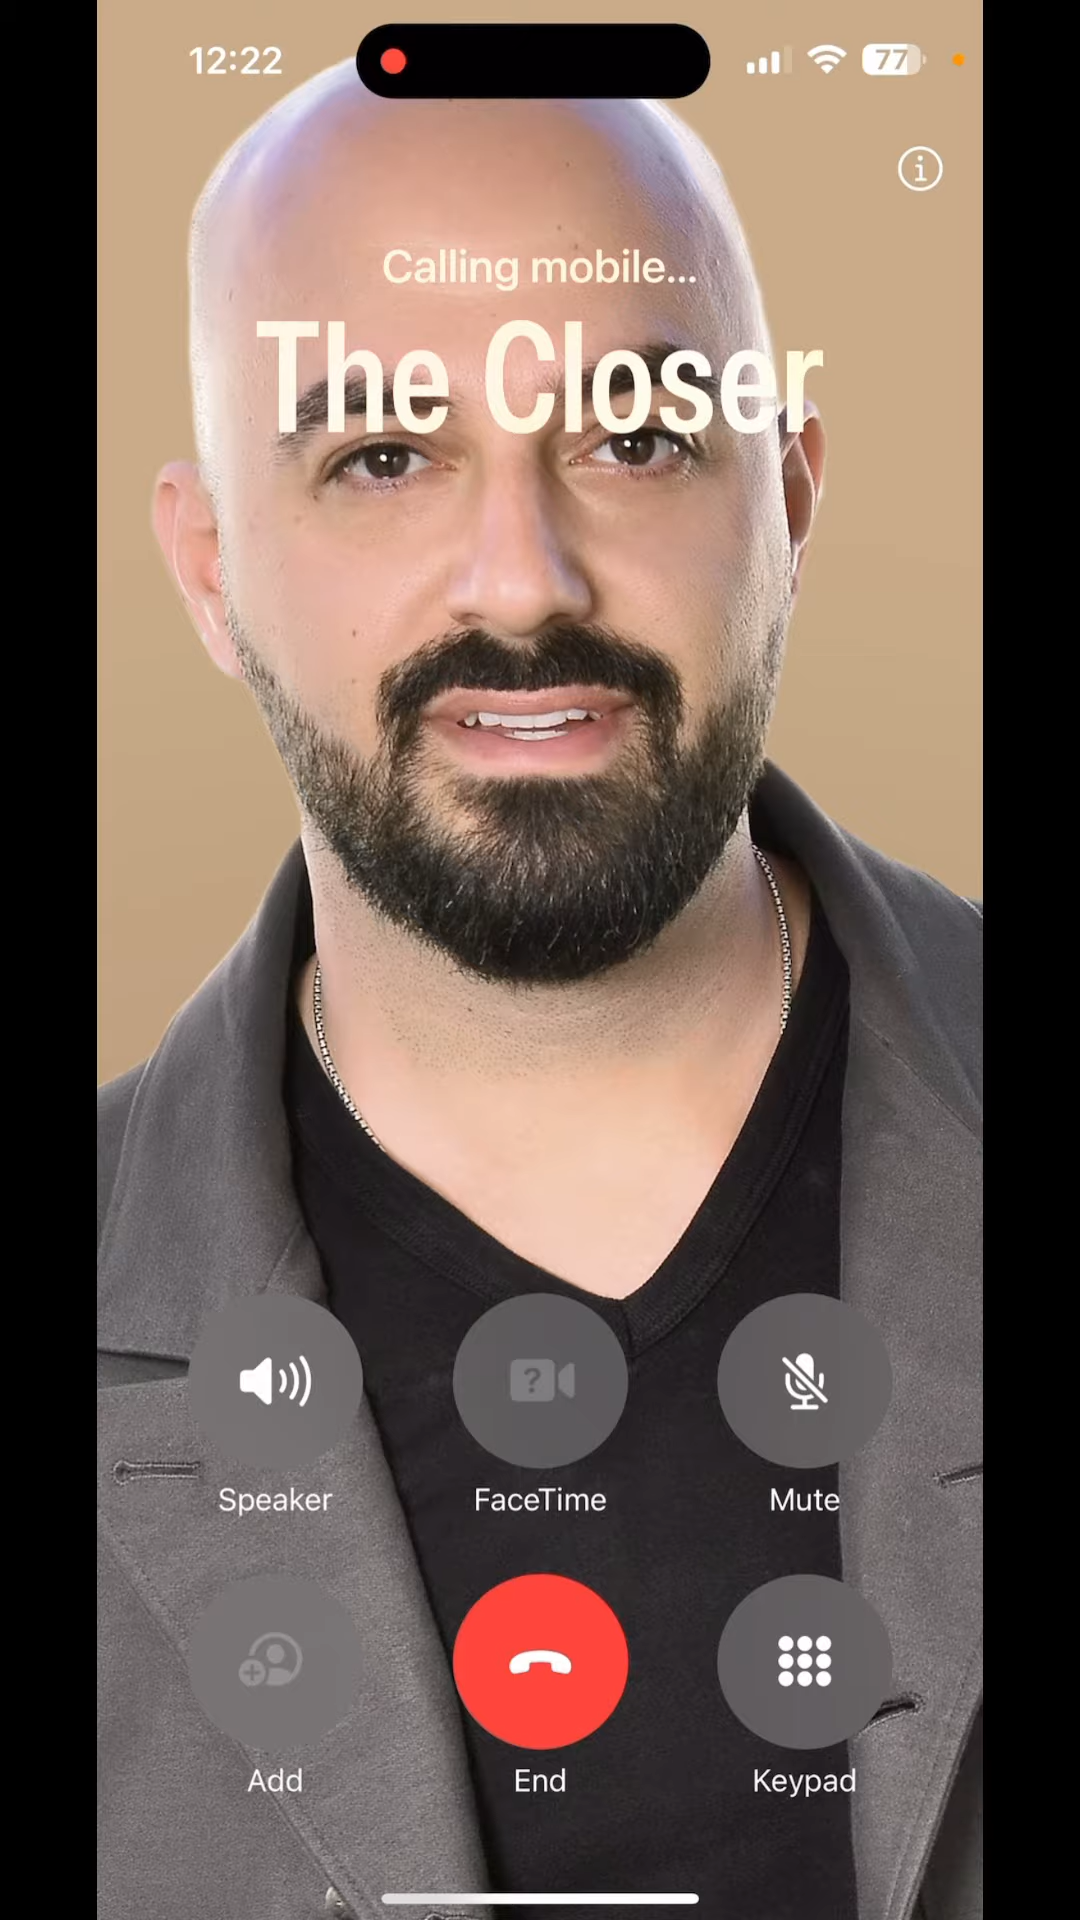 12:22
77
Calling mobile...
The Closer
Speaker
FaceTime
Mute
Add
End
Keypad